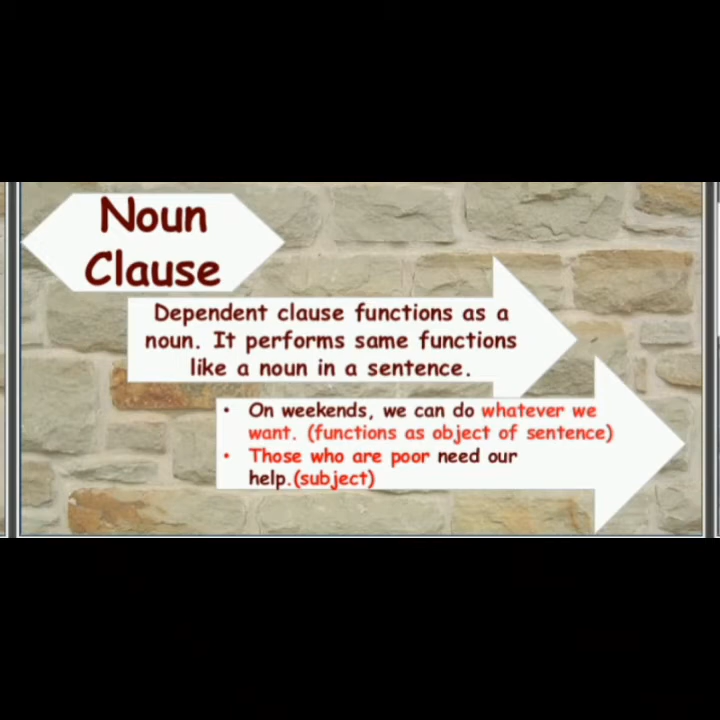 Noun
Clause
Dependent clause functions as a
noun. It performs same functions
like a noun in a sentence.
• On weekends, we can do whatever we
want. (functions as object of sentence)
• Those who are poor need our
help.(subject)